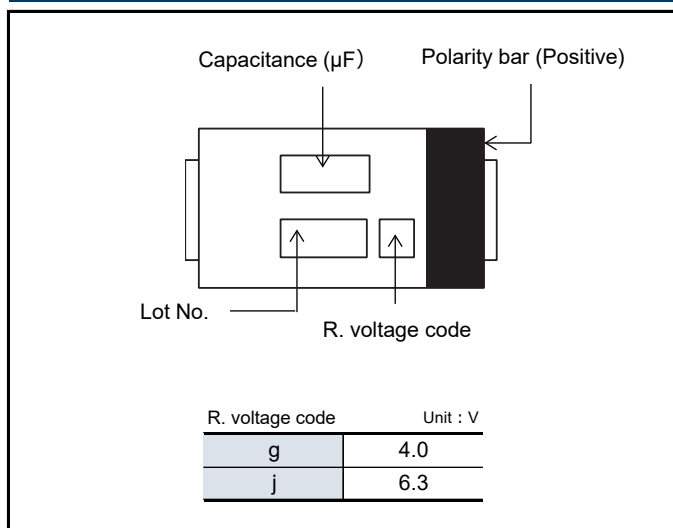 Capacitance (µF）
Polarity bar (Positive)
Lot No.
R. voltage code
R. voltage code Unit：V
g 4.0
j 6.3